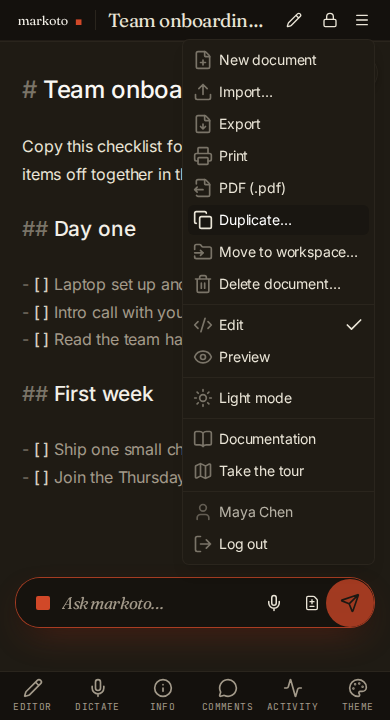 markoto
Team onboardin...
# Team onboa
Copy this checklist fo
items off together in t
## Day one
- [ ] Laptop set up and
- [ ] Intro call with you
- [ ] Read the team ha
## First week
- [ ] Ship one small ch
- [ ] Join the Thursday
New document
Import...
Export
Print
PDF (.pdf)
Duplicate...
Move to workspace...
Delete document...
Edit
Preview
Light mode
Documentation
Take the tour
Maya Chen
Log out
Ask markoto...
EDITOR DICTATE INFO COMMENTS ACTIVITY THEME